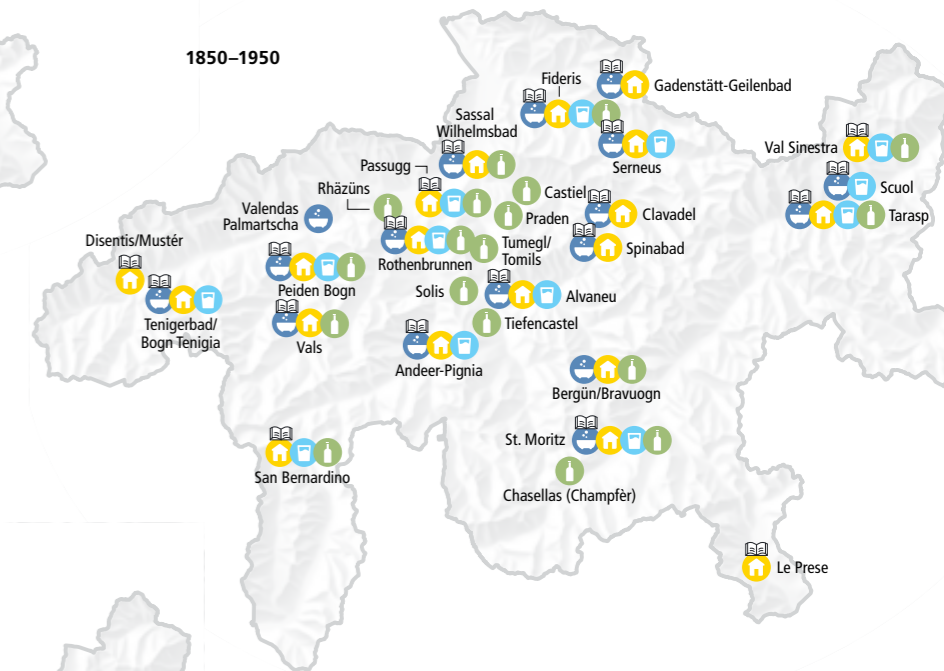 1850–1950
Fideris
Gadenstätt-Geilenbad
Sassal
Wilhelmsbad
Serneus
Val Sinestra
Passugg
Scuol
Rhäzüns
Castiel
Tarasp
Valendas
Palmartscha
Praden
Clavadel
Disentis/Mustér
Tumegl/
Tomils
Spinabad
Rothenbrunnen
Peiden Bogn
Solis
Alvaneu
Tenigerbad/
Bogn Tenigia
Vals
Tiefencastel
Andeer-Pignia
Bergün/Bravuogn
St. Moritz
San Bernardino
Chasellas (Champfèr)
Le Prese